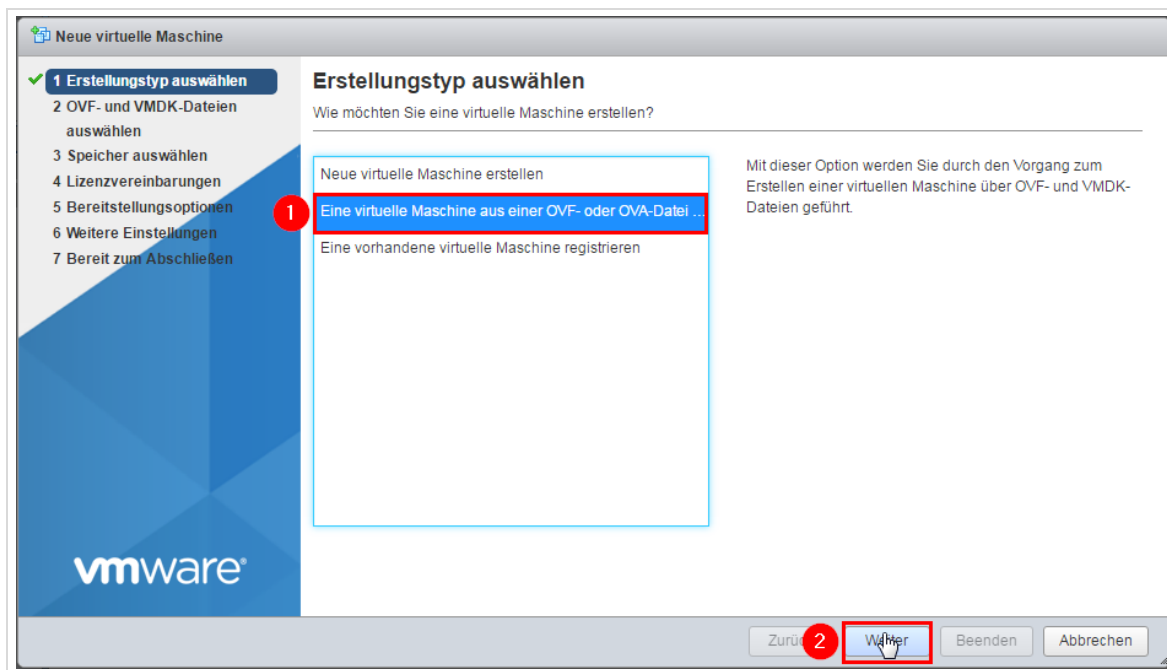 Neue virtuelle Maschine
1 Erstellungstyp auswählen
2 OVF- und VMDK-Dateien
auswählen
3 Speicher auswählen
4 Lizenzvereinbarungen
5 Bereitstellungsoptionen
6 Weitere Einstellungen
7 Bereit zum Abschließen
vmware®
Erstellungstyp auswählen
Wie möchten Sie eine virtuelle Maschine erstellen?
Neue virtuelle Maschine erstellen
1 Eine virtuelle Maschine aus einer OVF- oder OVA-Datei ...
Eine vorhandene virtuelle Maschine registrieren
Mit dieser Option werden Sie durch den Vorgang zum
Erstellen einer virtuellen Maschine über OVF- und VMDK-
Dateien geführt.
2 Weiter Beenden Abbrechen